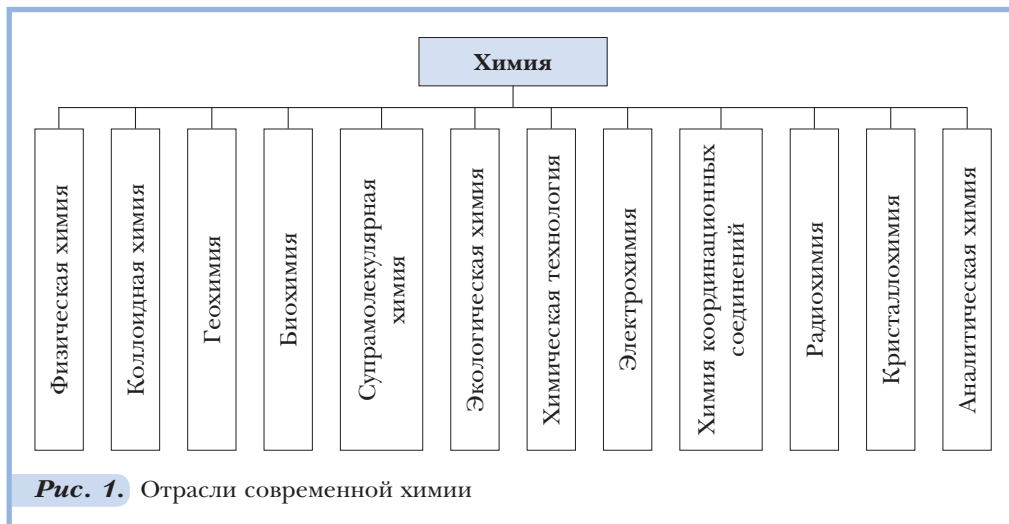 Химия
Физическая химия
Коллоидная химия
Геохимия
Биохимия
Супрамолекулярная
химия
Экологическая химия
Химическая технология
Электрохимия
Химия координационных
соединений
Радиохимия
Кристаллохимия
Аналитическая химия
Рис. 1. Отрасли современной химии